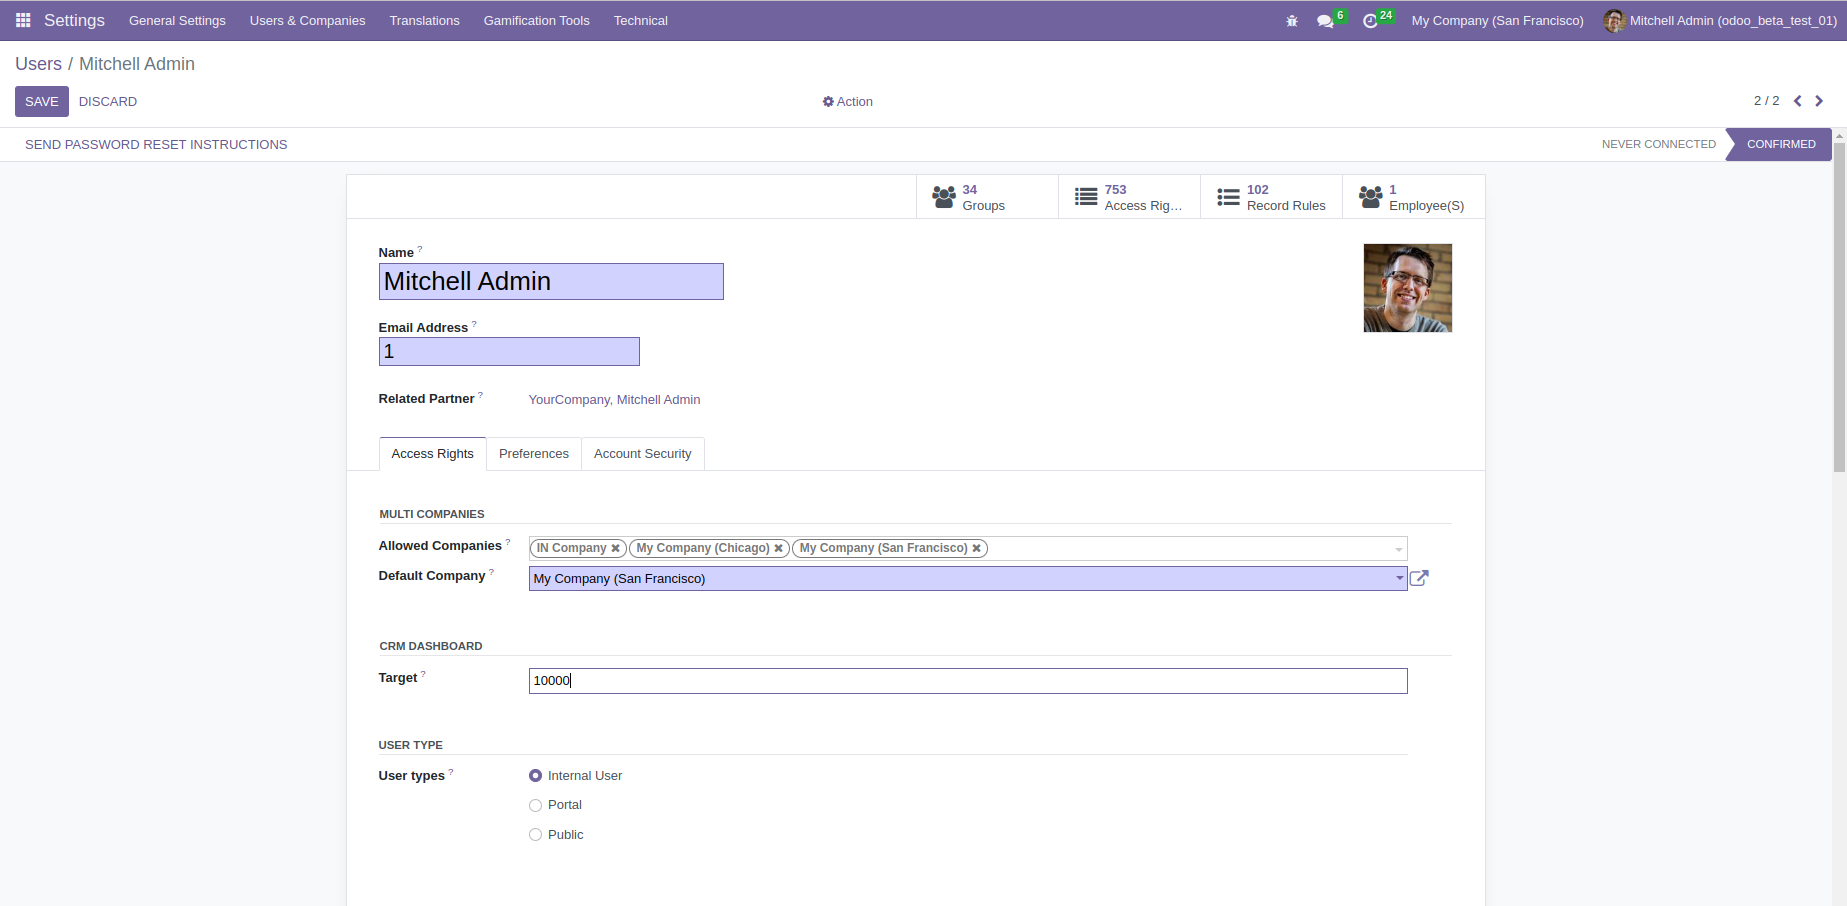 Settings General Settings Users & Companies Translations Gamification Tools Technical 6 24 My Company (San Francisco) Mitchell Admin (odoo_beta_test_01)
Users / Mitchell Admin
SAVE DISCARD Action 2 / 2
SEND PASSWORD RESET INSTRUCTIONS NEVER CONNECTED CONFIRMED
34 753 102 1
Groups Access Rig... Record Rules Employee(S)
Name ?
Mitchell Admin
Email Address ?
1
Related Partner ? YourCompany, Mitchell Admin
Access Rights Preferences Account Security
MULTI COMPANIES
Allowed Companies ? IN Company ✖ My Company (Chicago) ✖ My Company (San Francisco) ✖
Default Company ? My Company (San Francisco)
CRM DASHBOARD
Target ? 10000
USER TYPE
User types ? Internal User
Portal
Public